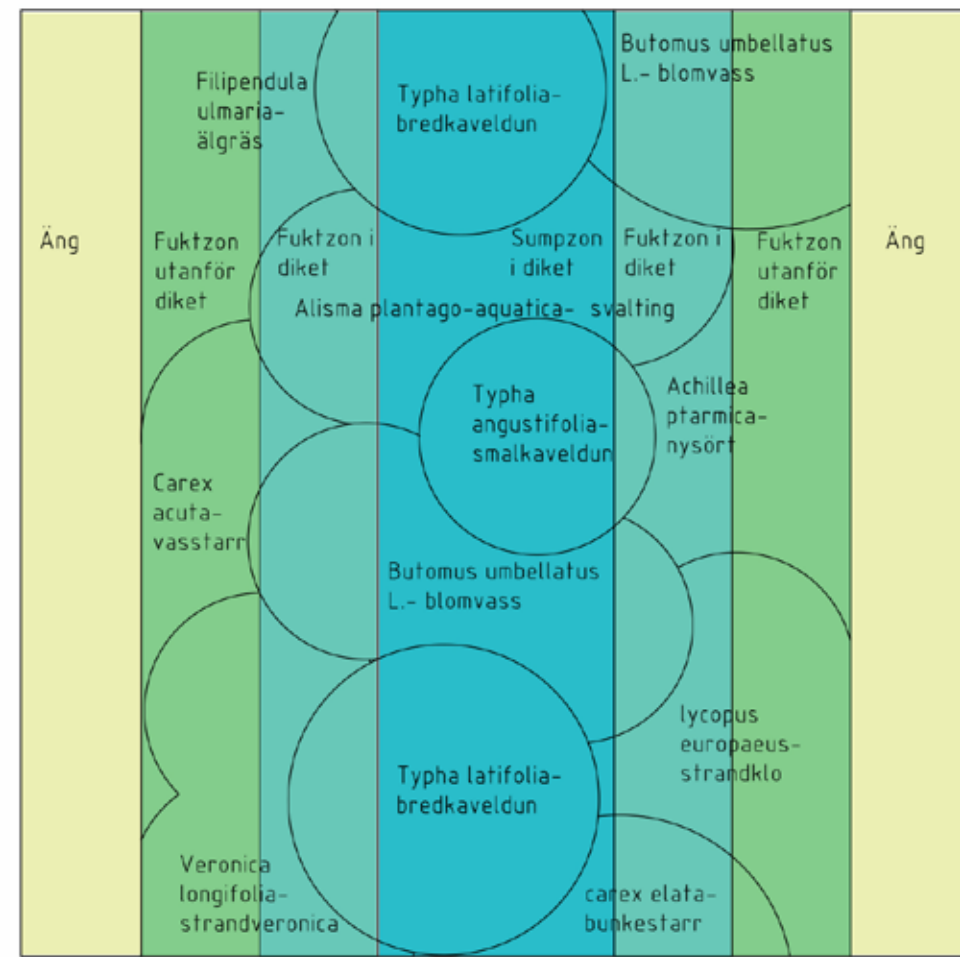 Butomus umbellatus
L.- blomvass
Filipendula
ulmaria-
älgräs
Typha latifolia-
bredkaveldun
Äng
Fuktzon
utanför
diket
Fuktzon i
diket
Sumpzon
i diket
Fuktzon i
diket
Fuktzon
utanför
diket
Äng
Alisma plantago-aquatica- svalting
Typha
angustifolia-
smalkaveldun
Achillea
ptarmica-
nysört
Carex
acuta-
vasstarr
Butomus umbellatus
L.- blomvass
lycopus
europaeus-
strandklo
Typha latifolia-
bredkaveldun
Veronica
longifolia-
strandveronica
carex elata-
bunkestarr